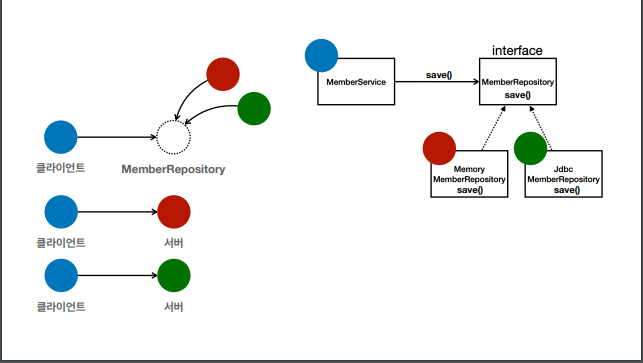 클라이언트
MemberRepository
클라이언트
서버
클라이언트
서버
interface
MemberService
save()
MemberRepository
save()
Memory
MemberRepository
save()
Jdbc
MemberRepository
save()